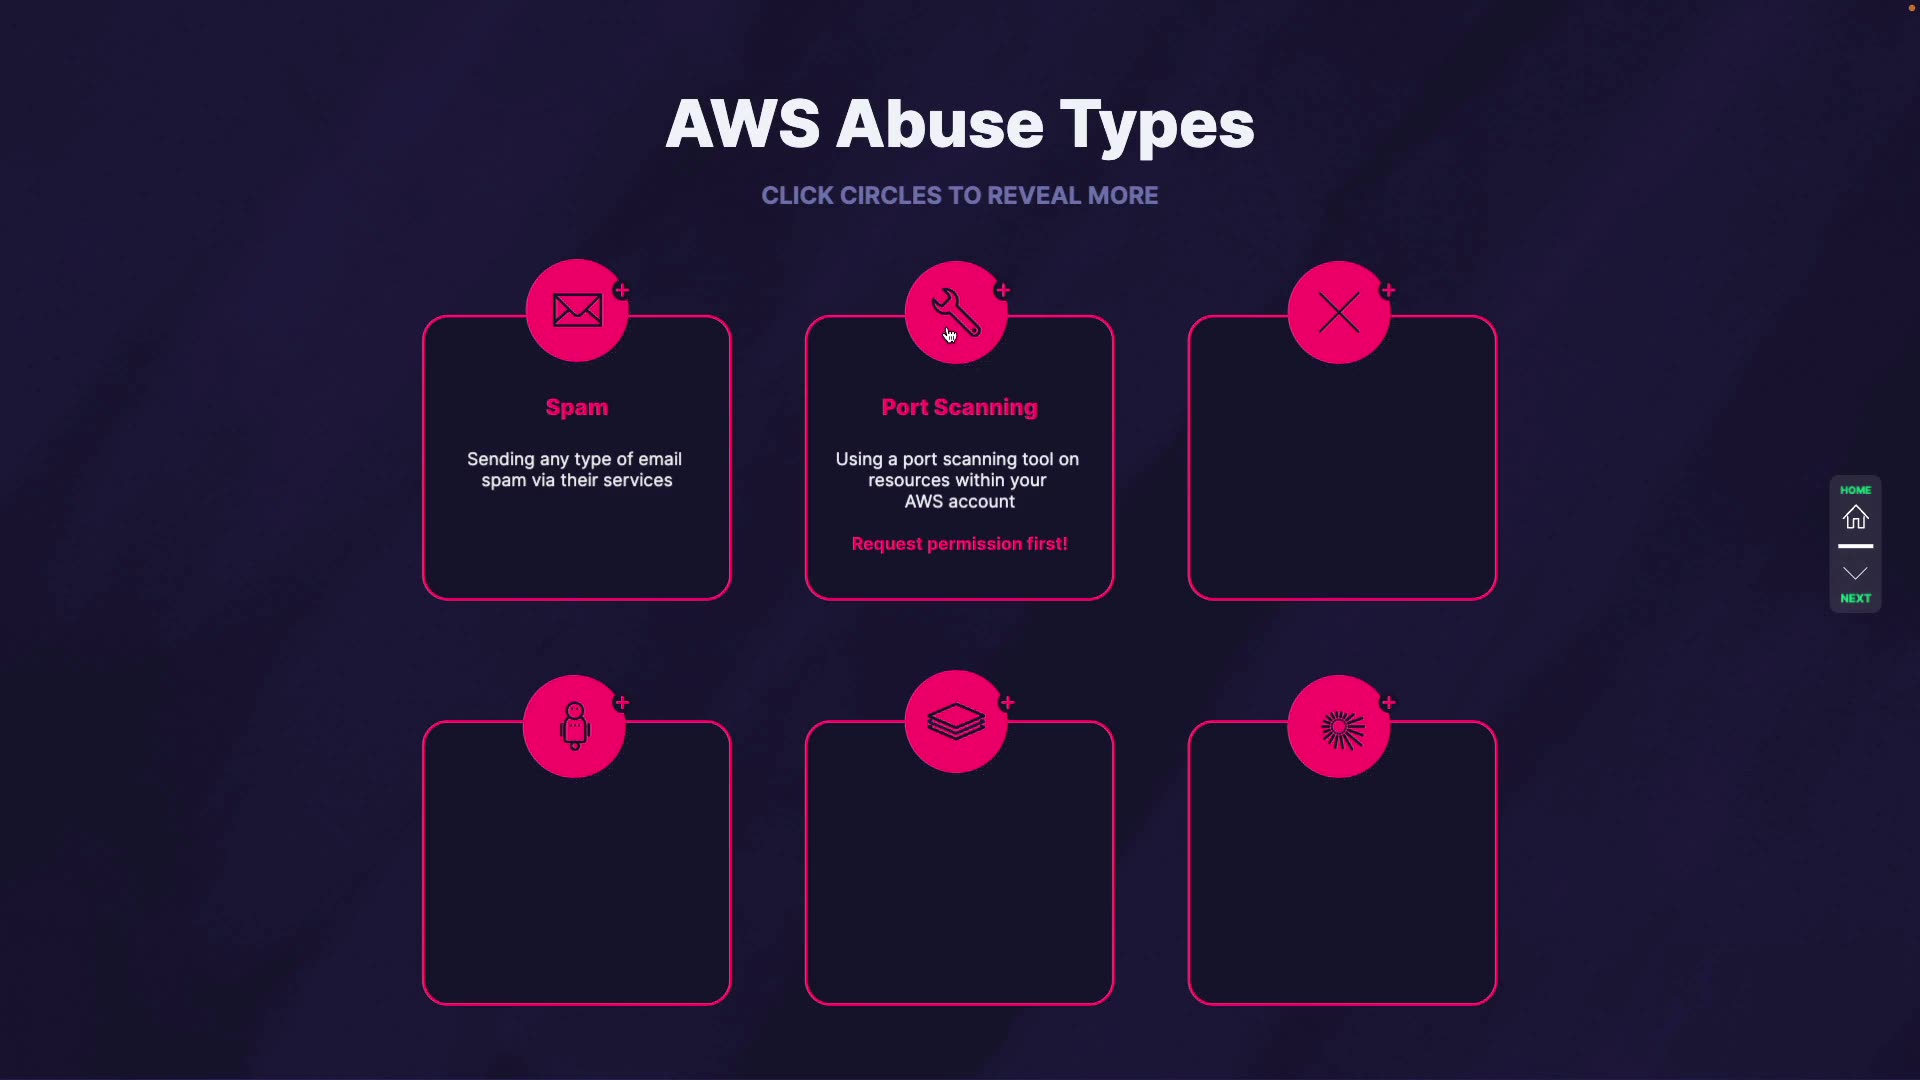 AWS Abuse Types
CLICK CIRCLES TO REVEAL MORE
Spam
Sending any type of email
spam via their services
Port Scanning
Using a port scanning tool on
resources within your
AWS account
Request permission first!
HOME
NEXT